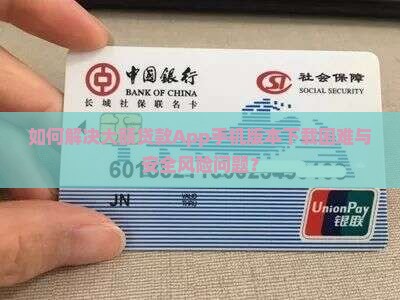 中国银行
BANK OF CHINA
社会保障
SOCIAL SECURITY
长城 社保联名卡
如何解决大额贷款App手机版本下载困难与
安全风险问题?
JN
VALID
UnionPay
银联